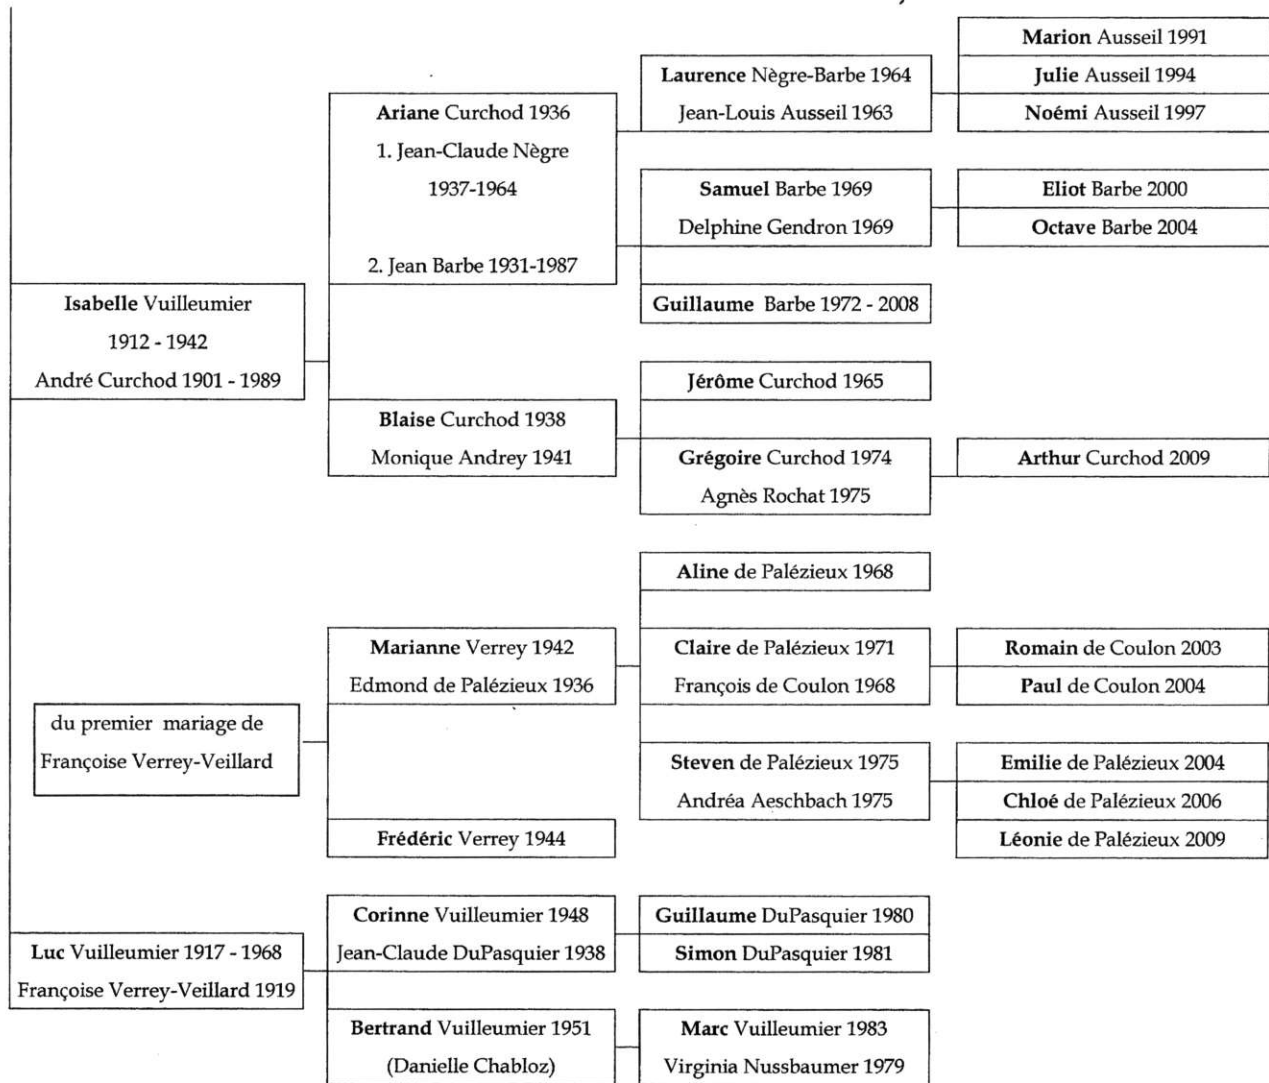 Marion Ausseil 1991
Laurence Nègre-Barbe 1964
Julie Ausseil 1994
Ariane Curchod 1936
Jean-Louis Ausseil 1963
Noémi Ausseil 1997
1. Jean-Claude Nègre
1937-1964
Samuel Barbe 1969
Eliot Barbe 2000
Delphine Gendron 1969
Octave Barbe 2004
2. Jean Barbe 1931-1987
Isabelle Vuilleumier
Guillaume Barbe 1972 - 2008
1912 - 1942
André Curchod 1901 - 1989
Jérôme Curchod 1965
Blaise Curchod 1938
Monique Andrey 1941
Grégoire Curchod 1974
Arthur Curchod 2009
Agnès Rochat 1975
Aline de Palézieux 1968
Marianne Verrey 1942
Claire de Palézieux 1971
Romain de Coulon 2003
Edmond de Palézieux 1936
François de Coulon 1968
Paul de Coulon 2004
du premier mariage de
Françoise Verrey-Veillard
Steven de Palézieux 1975
Emilie de Palézieux 2004
Andréa Aeschbach 1975
Chloé de Palézieux 2006
Frédéric Verrey 1944
Léonie de Palézieux 2009
Corinne Vuilleumier 1948
Guillaume DuPasquier 1980
Luc Vuilleumier 1917 - 1968
Jean-Claude DuPasquier 1938
Simon DuPasquier 1981
Françoise Verrey-Veillard 1919
Bertrand Vuilleumier 1951
Marc Vuilleumier 1983
(Danielle Chabloz)
Virginia Nussbaumer 1979